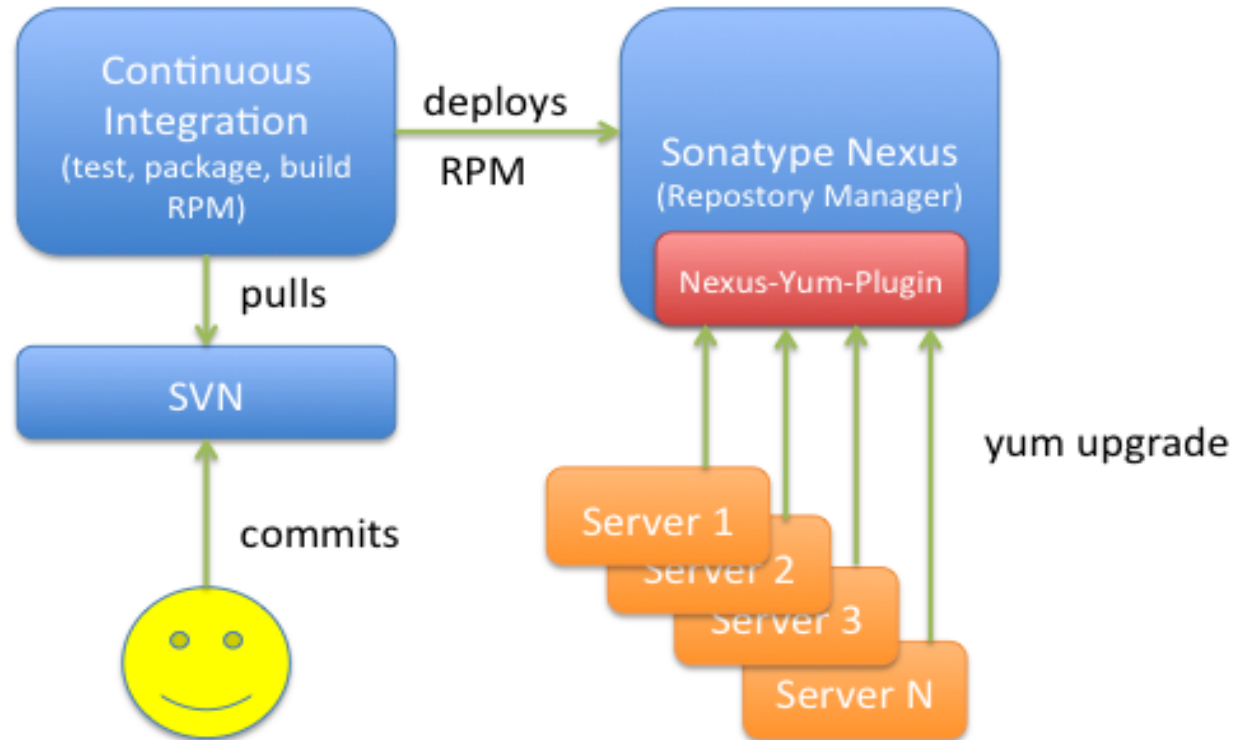 Continuous
Integration
(test, package, build
RPM)
deploys
RPM
Sonatype Nexus
(Repostory Manager)
Nexus-Yum-Plugin
pulls
SVN
commits
yum upgrade
Server 1
Server 2
Server 3
Server N